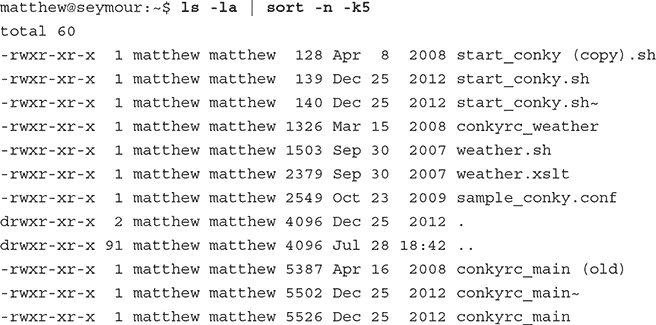 matthew@seymour:~$ ls -la | sort -n -k5
total 60
-rwxr-xr-x  1 matthew matthew  128 Apr  8  2008 start_conky (copy).sh
-rwxr-xr-x  1 matthew matthew  139 Dec 25  2012 start_conky.sh
-rwxr-xr-x  1 matthew matthew  140 Dec 25  2012 start_conky.sh~
-rwxr-xr-x  1 matthew matthew 1326 Mar 15  2008 conkyrc_weather
-rwxr-xr-x  1 matthew matthew 1503 Sep 30  2007 weather.sh
-rwxr-xr-x  1 matthew matthew 2379 Sep 30  2007 weather.xslt
-rwxr-xr-x  1 matthew matthew 2549 Oct 23  2009 sample_conky.conf
drwxr-xr-x  2 matthew matthew 4096 Dec 25  2012 .
drwxr-xr-x 91 matthew matthew 4096 Jul 28 18:42 ..
-rwxr-xr-x  1 matthew matthew 5387 Apr 16  2008 conkyrc_main (old)
-rwxr-xr-x  1 matthew matthew 5502 Dec 25  2012 conkyrc_main~
-rwxr-xr-x  1 matthew matthew 5526 Dec 25  2012 conkyrc_main